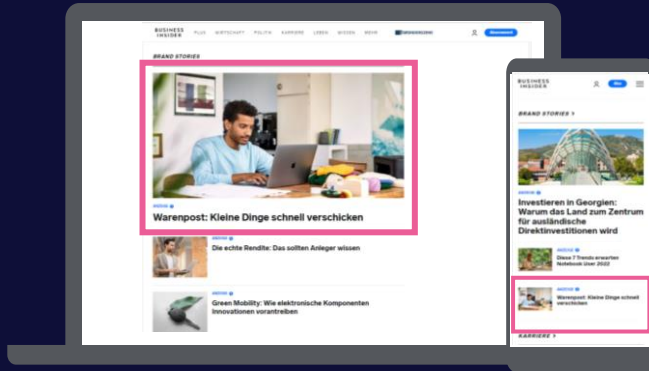 BUSINESS
INSIDER
PLUS WIRTSCHAFT POLITIK KARRIERE LEBEN WISSEN MEHR
BRAND STORIES
ANZEIGE
Warenpost: Kleine Dinge schnell verschicken
ANZEIGE
Die echte Rendite: Das sollten Anleger wissen
ANZEIGE
Green Mobility: Wie elektronische Komponenten
Innovationen vorantreiben
BUSINESS
INSIDER
Abo
BRAND STORIES >
ANZEIGE
Investieren in Georgien:
Warum das Land zum Zentrum
für ausländische
Direktinvestitionen wird
ANZEIGE
Diese 7 Trends erwarten
Notebook User 2022
ANZEIGE
Warenpost: Kleine Dinge schnell
verschicken
KARRIERE >